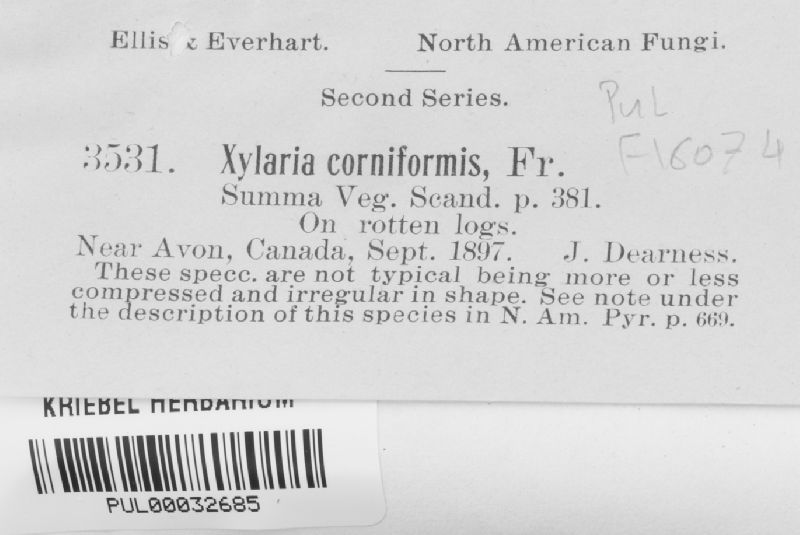 Ellis & Everhart. North American Fungi.
Second Series.
PUL
F16074
3531. Xylaria corniformis, Fr.
Summa Veg. Scand. p. 381.
On rotten logs.
Near Avon, Canada, Sept. 1897. J. Dearness.
These specc. are not typical being more or less
compressed and irregular in shape. See note under
the description of this species in N. Am. Pyr. p. 669.
KRIEBEL HERBARIUM
PUL00032685